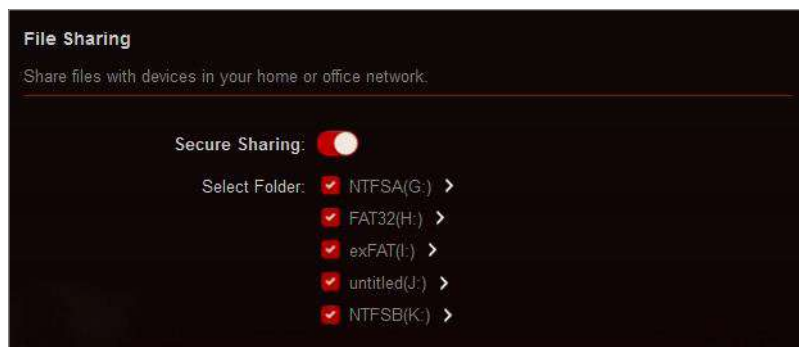 File Sharing
Share files with devices in your home or office network.
Secure Sharing:
Select Folder: NTFSA(G:)
FAT32(H:)
exFAT(I:)
untitled(J:)
NTFSB(K:)